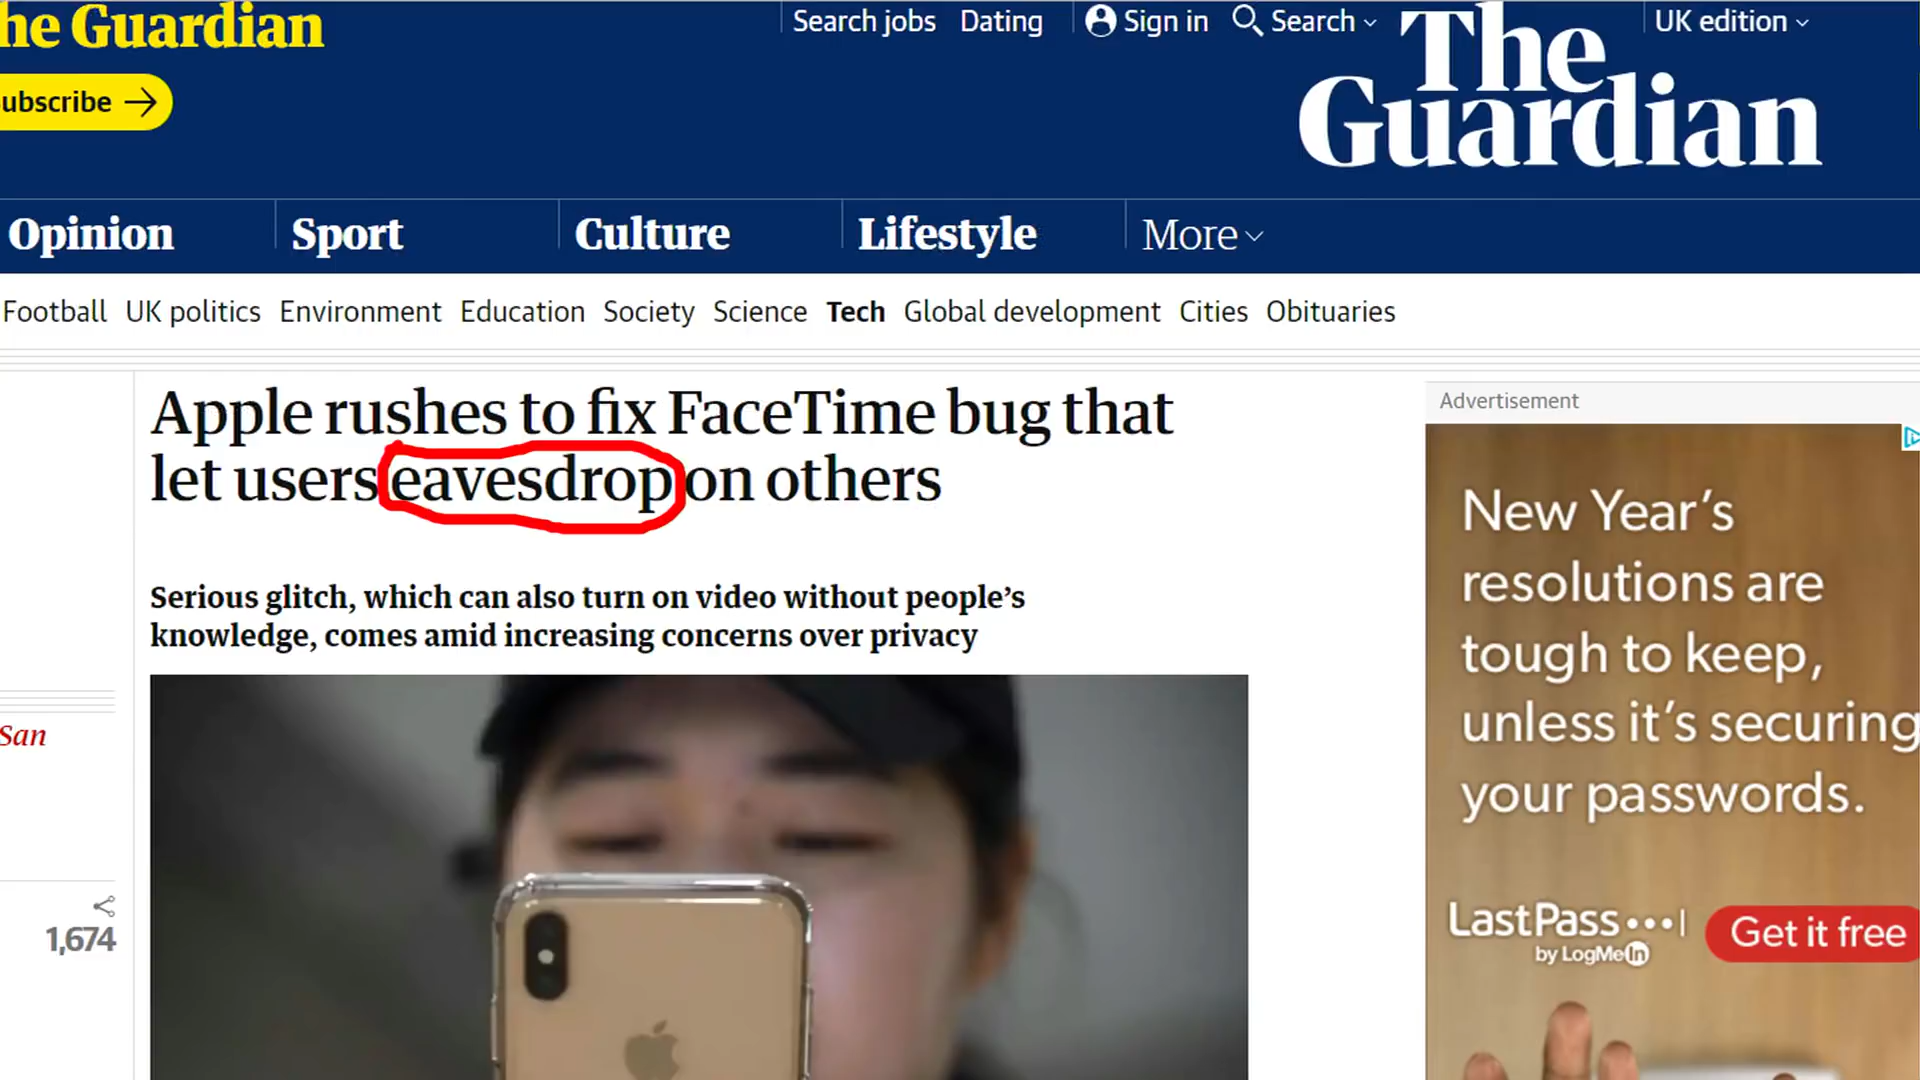 he Guardian
Search jobs Dating Sign in Search UK edition
The
Guardian
ubscribe
Opinion Sport Culture Lifestyle More
Football UK politics Environment Education Society Science Tech Global development Cities Obituaries
Apple rushes to fix FaceTime bug that
let users eavesdrop on others
Serious glitch, which can also turn on video without people's
knowledge, comes amid increasing concerns over privacy
San
1,674
Advertisement
New Year's
resolutions are
tough to keep,
unless it's securing
your passwords.
LastPass
by LogMeIn
Get it free